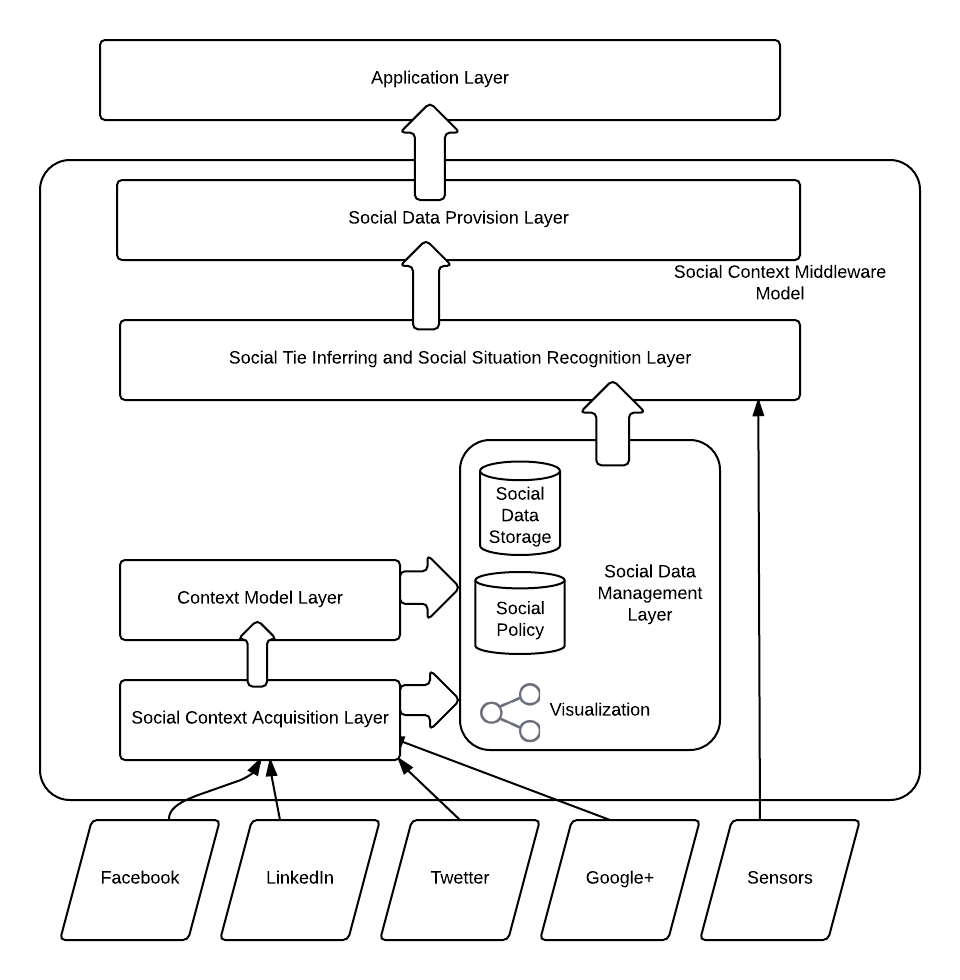 Application Layer
Social Data Provision Layer
Social Context Middleware
Model
Social Tie Inferring and Social Situation Recognition Layer
Social
Data
Storage
Social Data
Management
Layer
Context Model Layer
Social
Policy
Social Context Acquisition Layer
Visualization
Facebook
LinkedIn
Twetter
Google+
Sensors